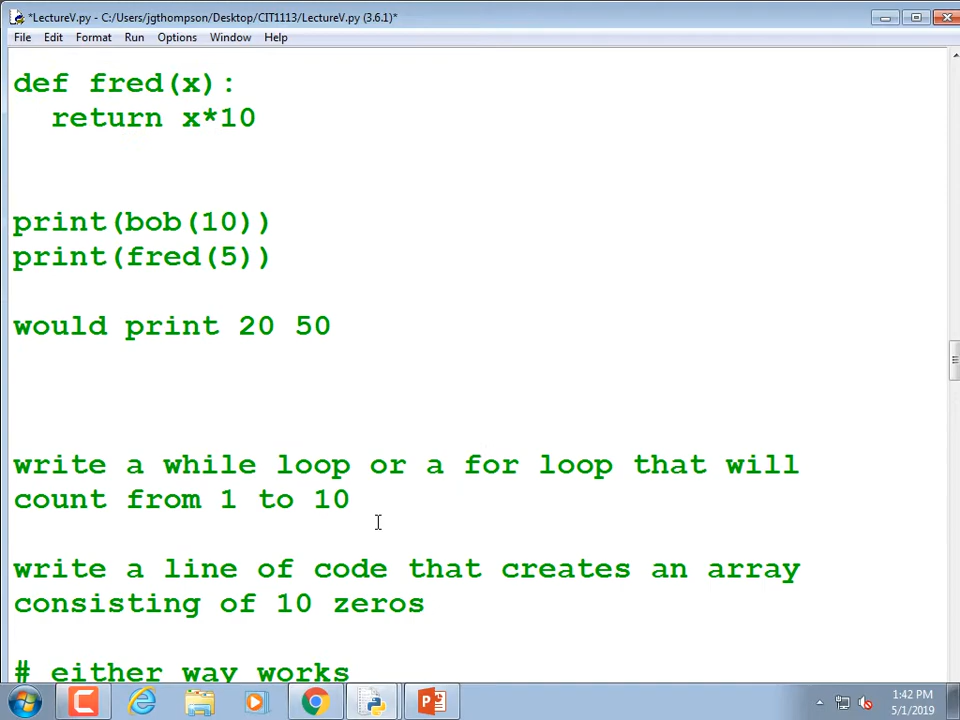 *LectureV.py - C:/Users/jgthompson/Desktop/CIT1113/LectureV.py (3.6.1)*
File Edit Format Run Options Window Help
def fred(x):
return x*10
print(bob(10))
print(fred(5))
would print 20 50
write a while loop or a for loop that will
count from 1 to 10
write a line of code that creates an array
consisting of 10 zeros
# either way works
1:42 PM
5/1/2019